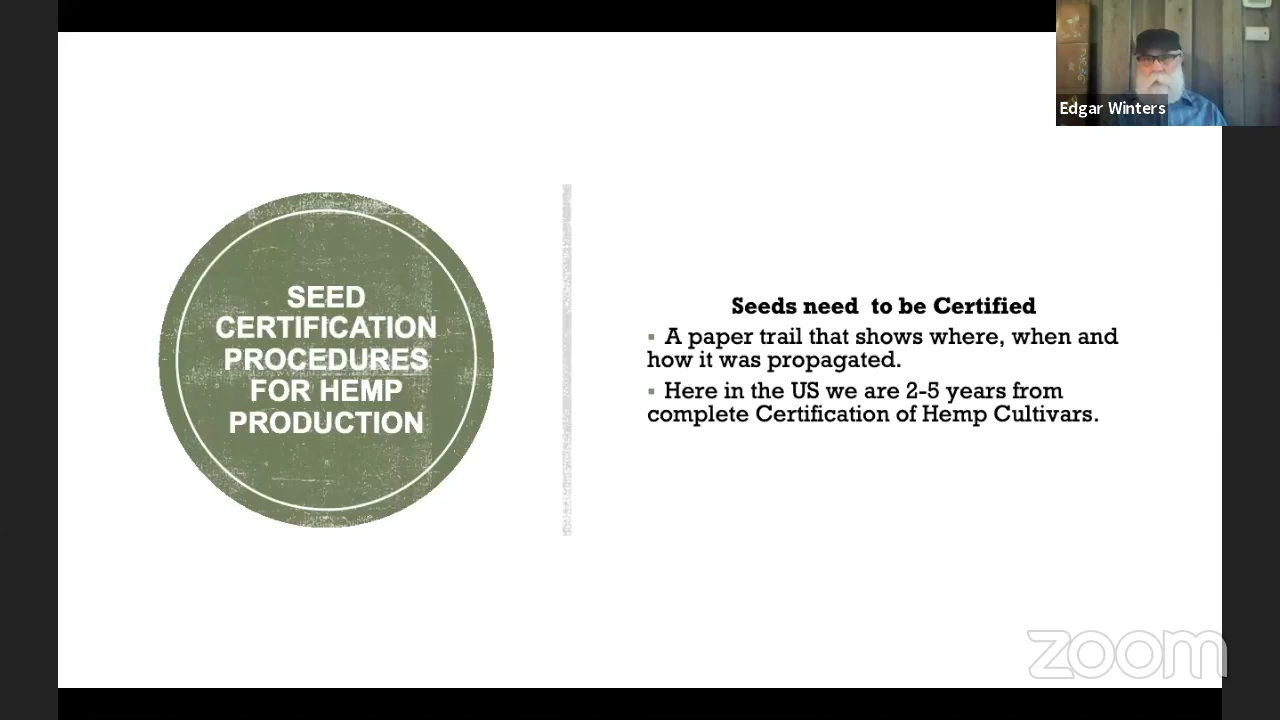 Edgar Winters
SEED
CERTIFICATION
PROCEDURES
FOR HEMP
PRODUCTION
Seeds need  to be Certified
▪ A paper trail that shows where, when and
how it was propagated.
▪ Here in the US we are 2-5 years from
complete Certification of Hemp Cultivars.
zoom